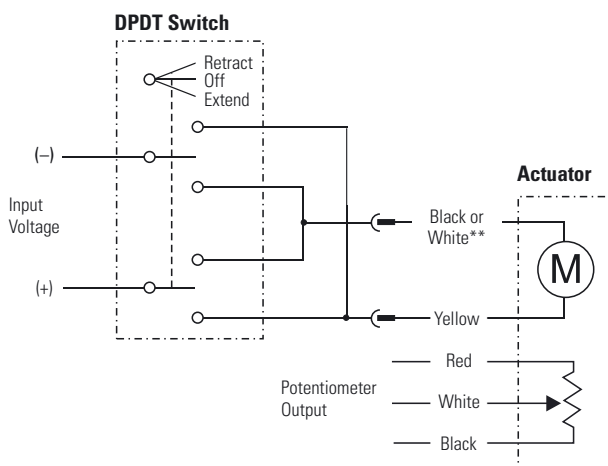 DPDT Switch
Retract
Off
Extend
(–)
Input
Voltage
(+)
Actuator
Black or
White**
M
Yellow
Red
Potentiometer
Output
White
Black